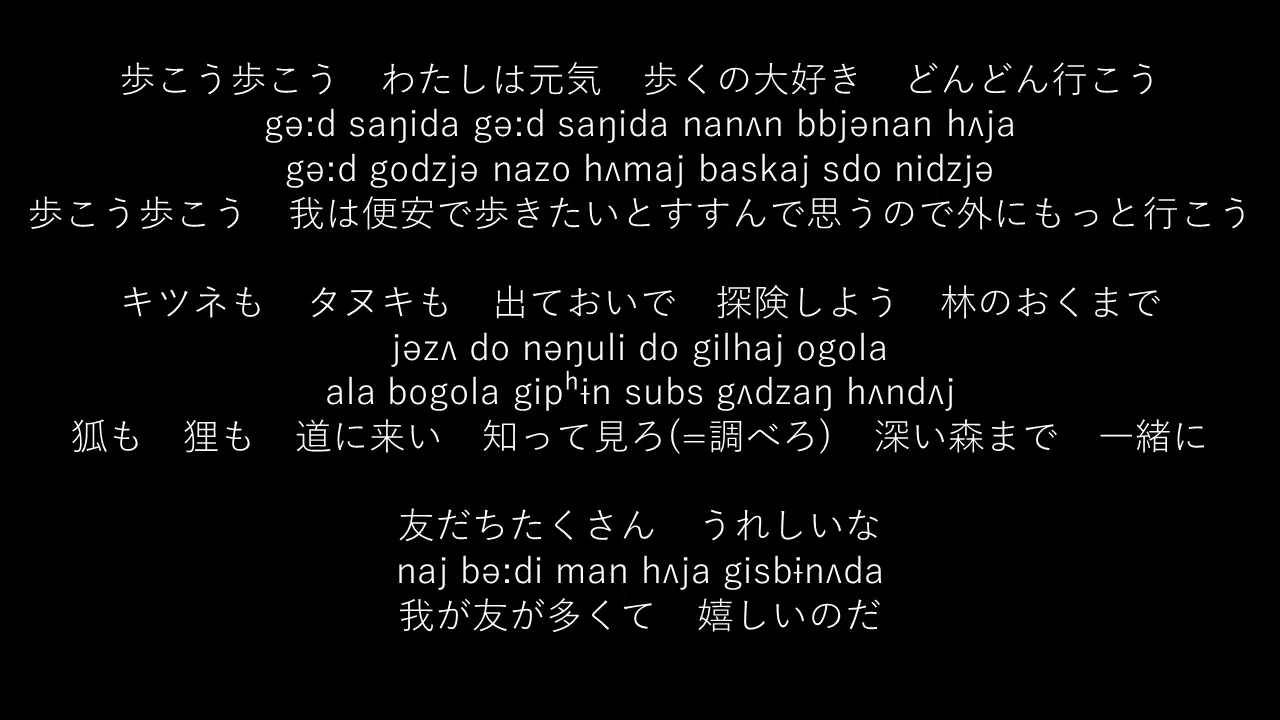 歩こう歩こう　わたしは元気　歩くの大好き　どんどん行こう
gə:d saŋida gə:d saŋida nanʌn bbjənan hʌja
gə:d godzjə nazo hʌmaj baskaj sdo nidzjə
歩こう歩こう　我は便安で歩きたいとすすんで思うので外にもっと行こう
キツネも　タヌキも　出ておいで　探険しよう　林のおくまで
jəzʌ do nəŋuli do gilhaj ogola
ala bogola gipʰɨn subs gʌdzaŋ hʌndʌj
狐も　狸も　道に来い　知って見ろ(=調べろ)　深い森まで　一緒に
友だちたくさん　うれしいな
naj bə:di man hʌja gisbɨnʌda
我が友が多くて　嬉しいのだ